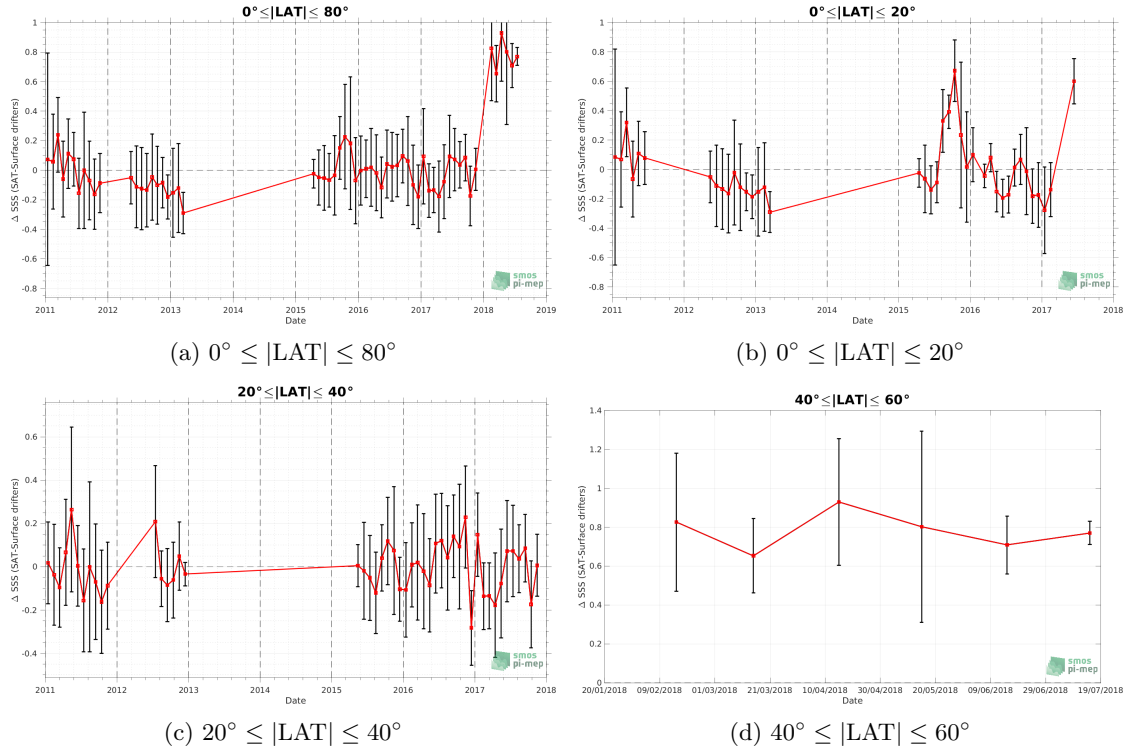 0°≤|LAT|≤ 80°
Δ SSS (SAT-Surface drifters)
1
0.8
0.6
0.4
0.2
0
-0.2
-0.4
-0.6
-0.8
2011 2012 2013 2014 2015 2016 2017 2018 2019
Date
smos
pi-mep
(a) 0° ≤ |LAT| ≤ 80°
0°≤|LAT|≤ 20°
Δ SSS (SAT-Surface drifters)
1
0.8
0.6
0.4
0.2
0
-0.2
-0.4
-0.6
-0.8
2011 2012 2013 2014 2015 2016 2017 2018
Date
smos
pi-mep
(b) 0° ≤ |LAT| ≤ 20°
20°≤|LAT|≤ 40°
Δ SSS (SAT-Surface drifters)
0.6
0.4
0.2
0
-0.2
-0.4
2011 2012 2013 2014 2015 2016 2017 2018
Date
smos
pi-mep
(c) 20° ≤ |LAT| ≤ 40°
40°≤|LAT|≤ 60°
Δ SSS (SAT-Surface drifters)
1.4
1.2
1
0.8
0.6
0.4
0.2
0
20/01/2018 09/02/2018 01/03/2018 21/03/2018 10/04/2018 30/04/2018 20/05/2018 09/06/2018 29/06/2018 19/07/2018
Date
smos
pi-mep
(d) 40° ≤ |LAT| ≤ 60°